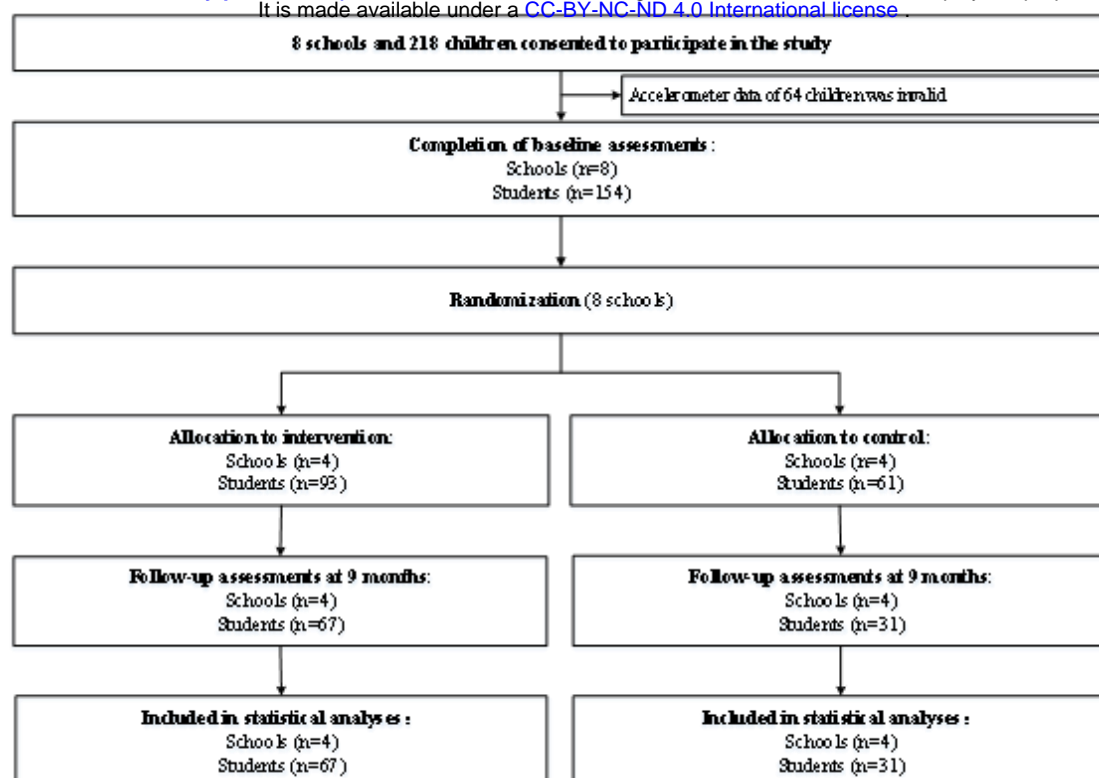 It is made available under a CC-BY-NC-ND 4.0 International license .
8 schools and 218 children consented to participate in the study
Accelerometer data of 64 children was invalid
Completion of baseline assessments:
Schools (n=8)
Students (n=154)
Randomization (8 schools)
Allocation to intervention:
Schools (n=4)
Students (n=93)
Allocation to control:
Schools (n=4)
Students (n=61)
Follow-up assessments at 9 months:
Schools (n=4)
Students (n=67)
Follow-up assessments at 9 months:
Schools (n=4)
Students (n=31)
Included in statistical analyses:
Schools (n=4)
Students (n=67)
Included in statistical analyses:
Schools (n=4)
Students (n=31)